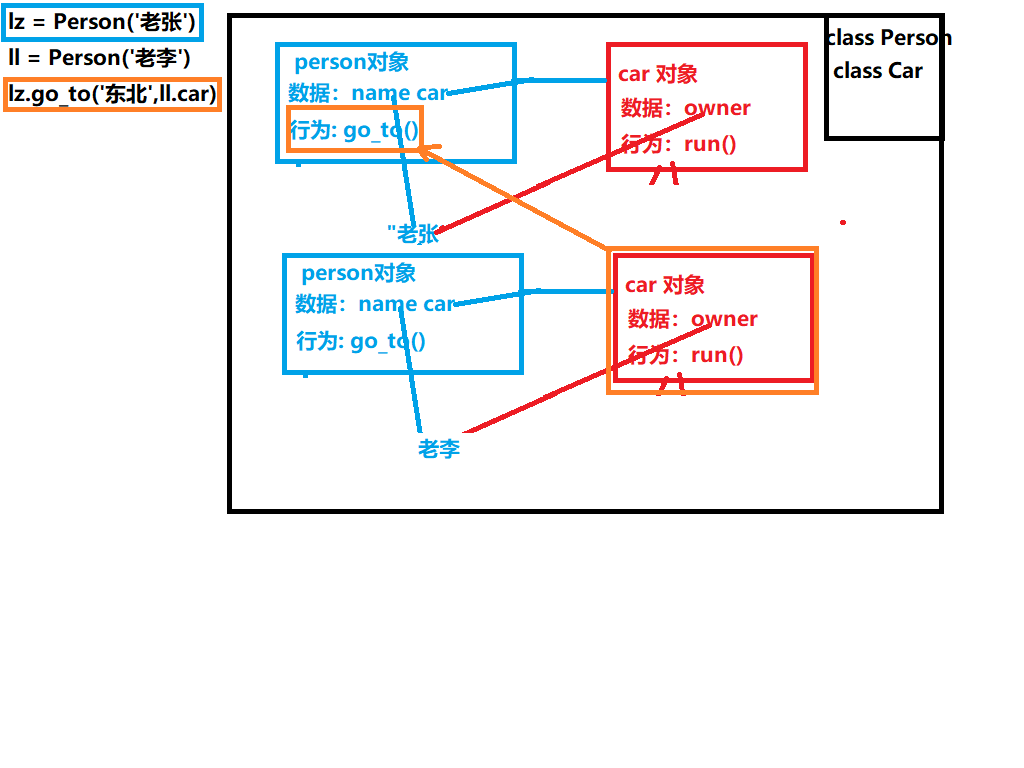 lz = Person('老张')
ll = Person('老李')
lz.go_to('东北',ll.car)
class Person
class Car
person对象
数据：name car
行为: go_to()
car 对象
数据：owner
行为：run()
"老张
person对象
数据：name car
行为: go_to()
car 对象
数据：owner
行为：run()
老李